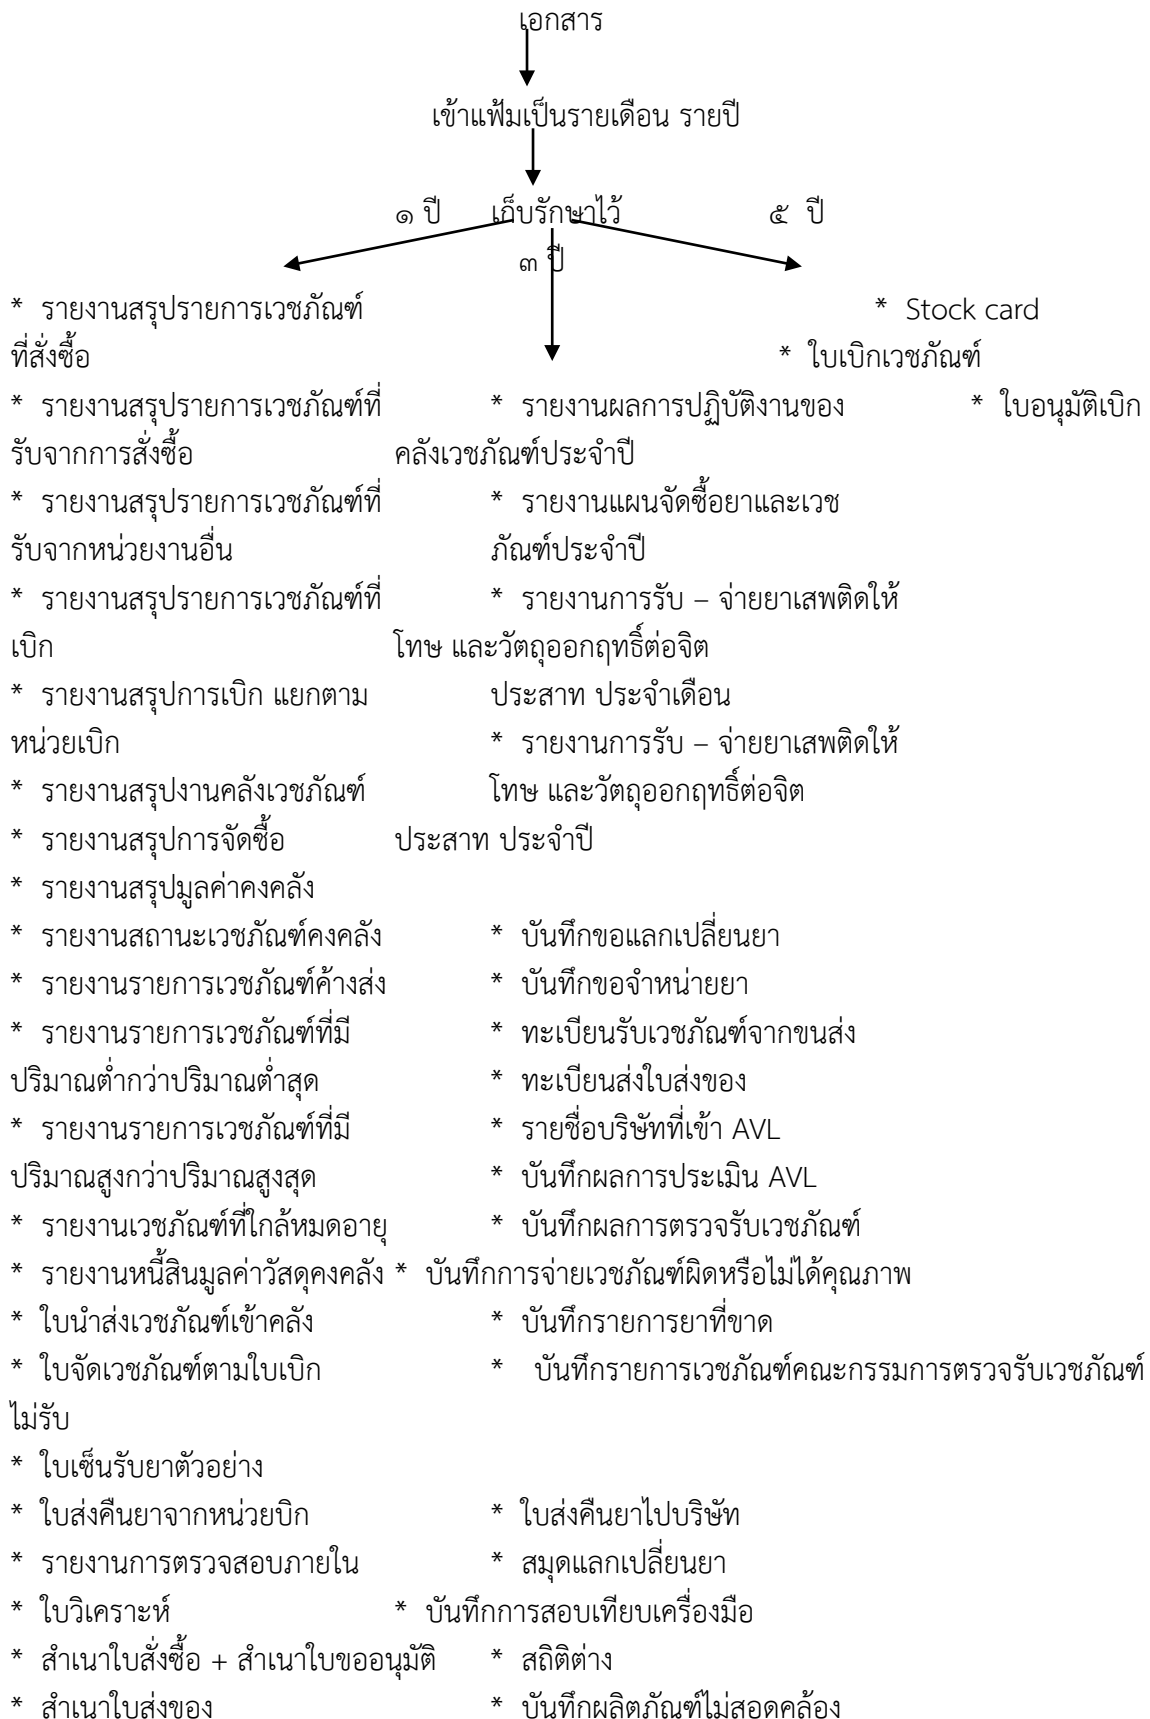 เอกสาร
เข้าแฟ้มเป็นรายเดือน รายปี
๑ ปี เก็บรักษาไว้ ๕ ปี
๓ ปี
* รายงานสรุปรายการเวชภัณฑ์ * Stock card
ที่สั่งซื้อ * ใบเบิกเวชภัณฑ์
* รายงานสรุปรายการเวชภัณฑ์ที่ * รายงานผลการปฏิบัติงานของ * ใบอนุมัติเบิก
รับจากการสั่งซื้อ คลังเวชภัณฑ์ประจำปี
* รายงานสรุปรายการเวชภัณฑ์ที่ * รายงานแผนจัดซื้อยาและเวช
รับจากหน่วยงานอื่น ภัณฑ์ประจำปี
* รายงานสรุปรายการเวชภัณฑ์ที่ * รายงานการรับ – จ่ายยาเสพติดให้
เบิก โทษ และวัตถุออกฤทธิ์ต่อจิต
* รายงานสรุปการเบิก แยกตาม ประสาท ประจำเดือน
หน่วยเบิก * รายงานการรับ – จ่ายยาเสพติดให้
* รายงานสรุปงานคลังเวชภัณฑ์ โทษ และวัตถุออกฤทธิ์ต่อจิต
* รายงานสรุปการจัดซื้อ ประสาท ประจำปี
* รายงานสรุปมูลค่าคงคลัง
* รายงานสถานะเวชภัณฑ์คงคลัง * บันทึกขอแลกเปลี่ยนยา
* รายงานรายการเวชภัณฑ์ค้างส่ง * บันทึกขอจำหน่ายยา
* รายงานรายการเวชภัณฑ์ที่มี * ทะเบียนรับเวชภัณฑ์จากขนส่ง
ปริมาณต่ำกว่าปริมาณต่ำสุด * ทะเบียนส่งใบส่งของ
* รายงานรายการเวชภัณฑ์ที่มี * รายชื่อบริษัทที่เข้า AVL
ปริมาณสูงกว่าปริมาณสูงสุด * บันทึกผลการประเมิน AVL
* รายงานเวชภัณฑ์ที่ใกล้หมดอายุ * บันทึกผลการตรวจรับเวชภัณฑ์
* รายงานหนี้สินมูลค่าวัสดุคงคลัง * บันทึกการจ่ายเวชภัณฑ์ผิดหรือไม่ได้คุณภาพ
* ใบนำส่งเวชภัณฑ์เข้าคลัง * บันทึกรายการยาที่ขาด
* ใบจัดเวชภัณฑ์ตามใบเบิก * บันทึกรายการเวชภัณฑ์คณะกรรมการตรวจรับเวชภัณฑ์
ไม่รับ
* ใบเซ็นรับยาตัวอย่าง
* ใบส่งคืนยาจากหน่วยบิก * ใบส่งคืนยาไปบริษัท
* รายงานการตรวจสอบภายใน * สมุดแลกเปลี่ยนยา
* ใบวิเคราะห์ * บันทึกการสอบเทียบเครื่องมือ
* สำเนาใบสั่งซื้อ + สำเนาใบขออนุมัติ * สถิติต่าง
* สำเนาใบส่งของ * บันทึกผลิตภัณฑ์ไม่สอดคล้อง